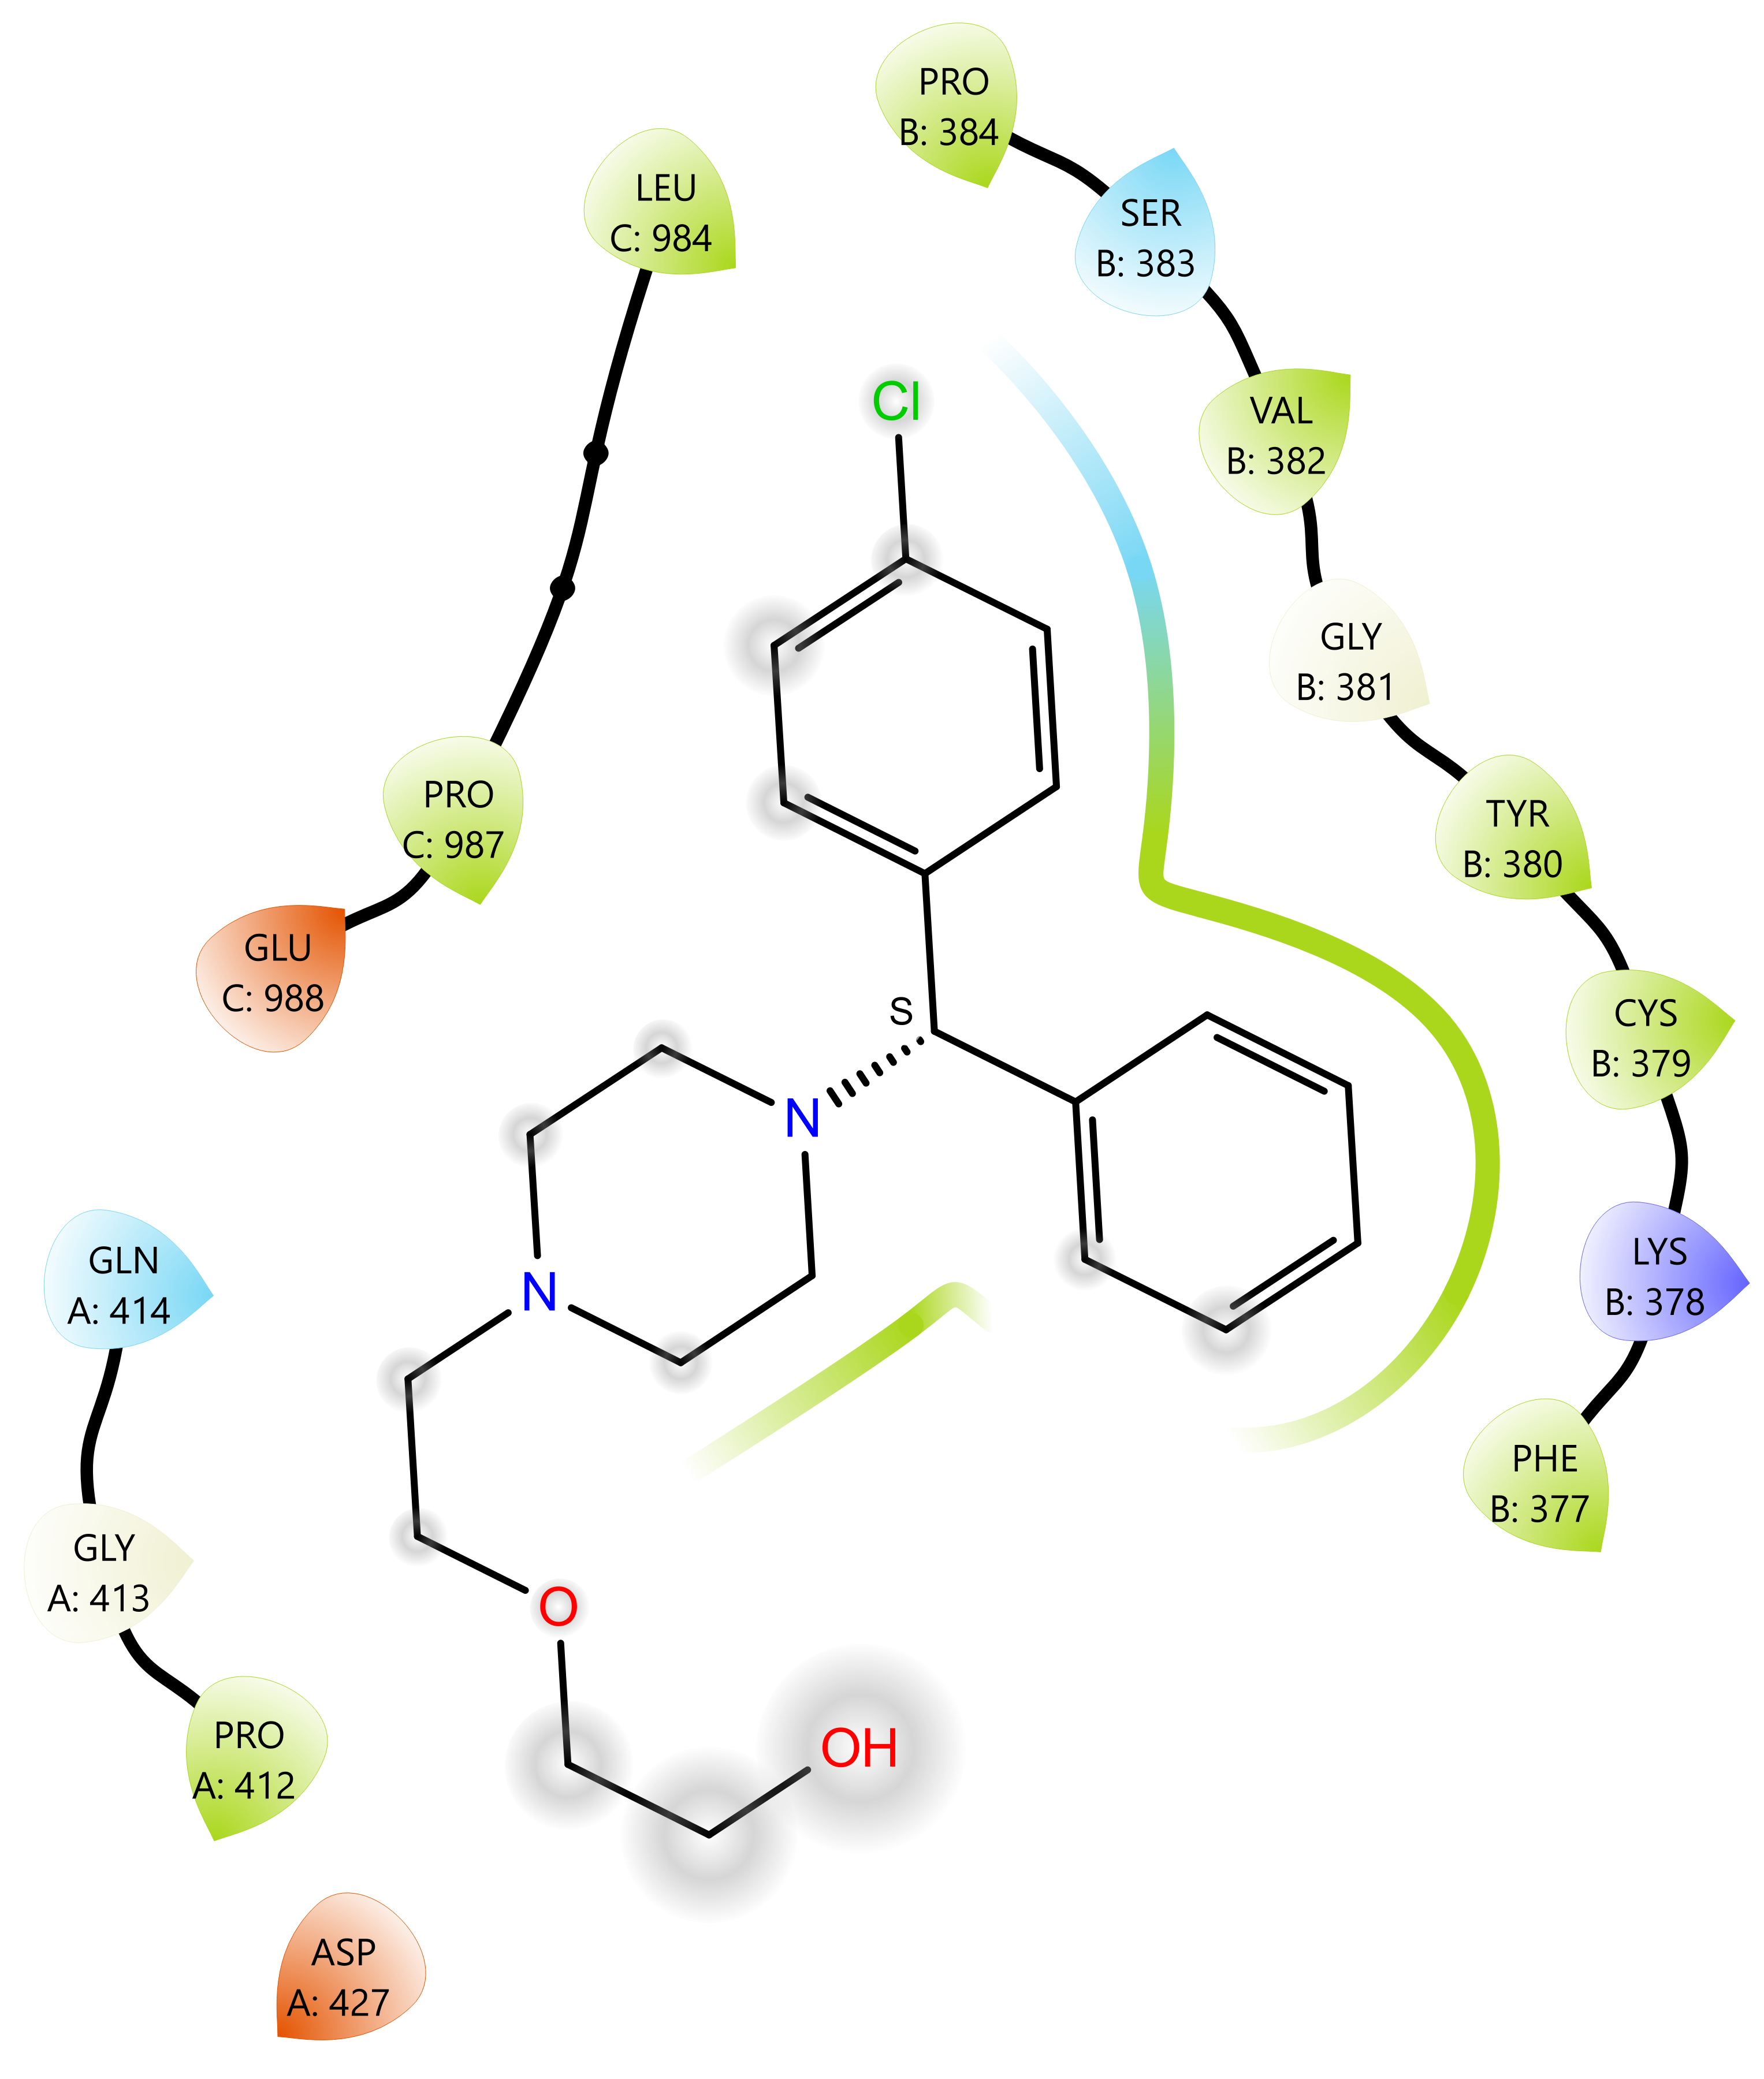 PRO
B: 384
LEU
C: 984
SER
B: 383
Cl
VAL
B: 382
GLY
B: 381
PRO
C: 987
TYR
B: 380
GLU
C: 988
S
CYS
B: 379
N
GLN
A: 414
N
LYS
B: 378
PHE
B: 377
GLY
A: 413
O
PRO
A: 412
OH
ASP
A: 427